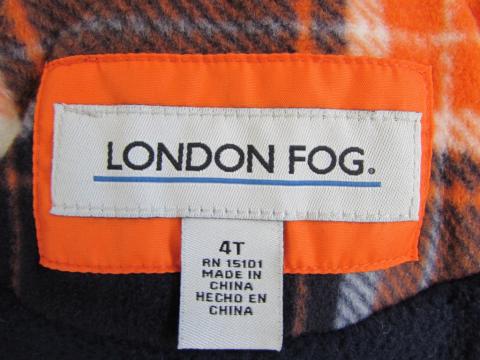 LONDON FOG.
4T
RN 15101
MADE IN
CHINA
HECHO EN
CHINA